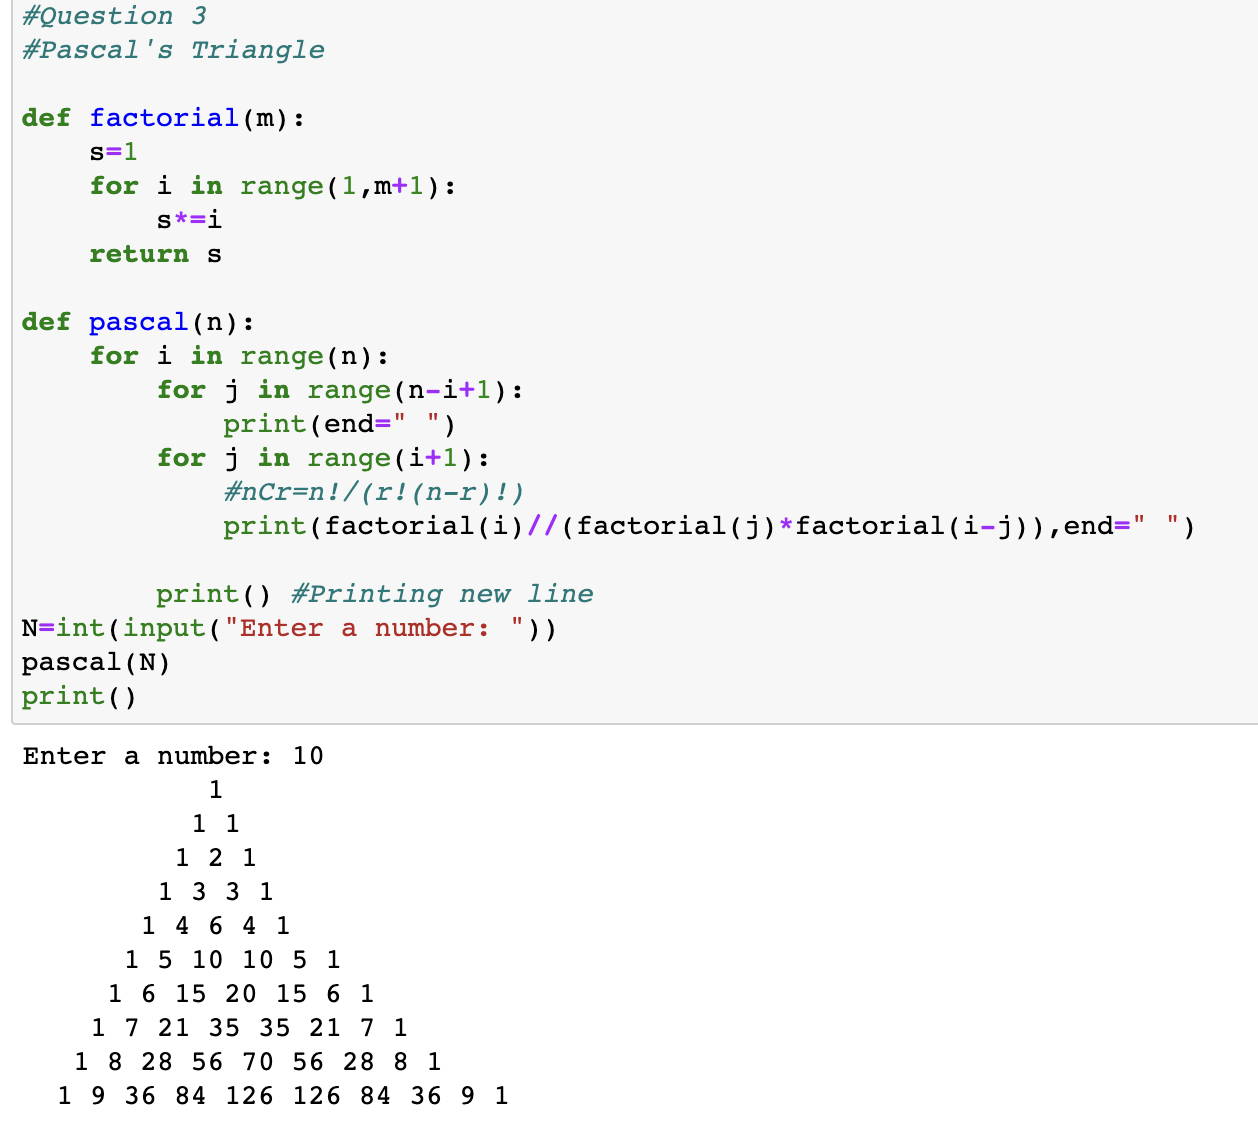 #Question 3
#Pascal's Triangle

def factorial(m):
    s=1
    for i in range(1,m+1):
        s*=i
    return s

def pascal(n):
    for i in range(n):
        for j in range(n-i+1):
            print(end=" ")
        for j in range(i+1):
            #nCr=n!/(r!(n-r)!)
            print(factorial(i)//(factorial(j)*factorial(i-j)),end=" ")

        print() #Printing new line
N=int(input("Enter a number: "))
pascal(N)
print()
Enter a number: 10
           1
          1 1
         1 2 1
        1 3 3 1
       1 4 6 4 1
      1 5 10 10 5 1
     1 6 15 20 15 6 1
    1 7 21 35 35 21 7 1
   1 8 28 56 70 56 28 8 1
  1 9 36 84 126 126 84 36 9 1